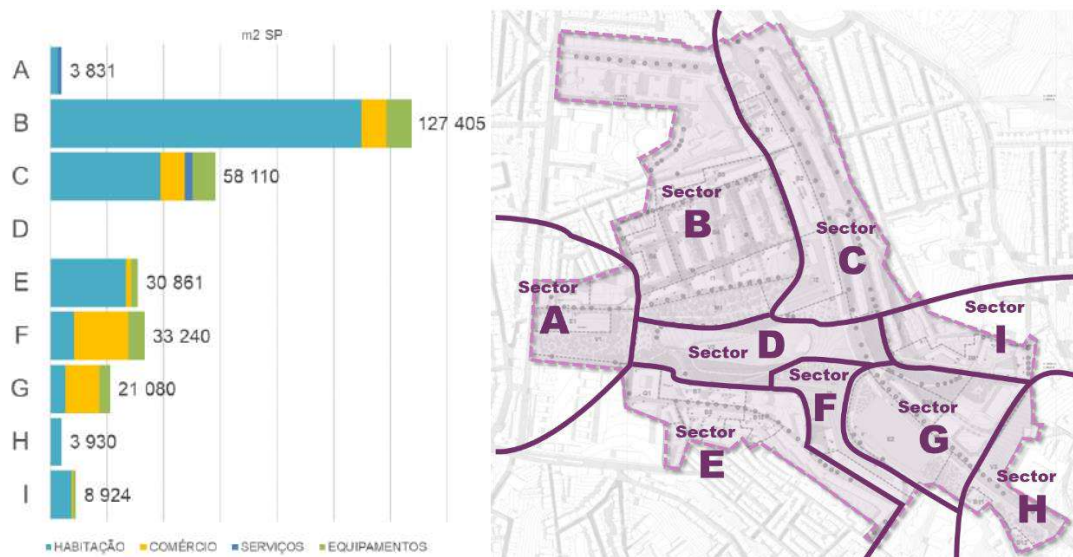 m2 SP
A
3 831
B
127 405
C
58 110
D
E
30 861
F
33 240
G
21 080
H
3 930
I
8 924
HABITAÇÃO COMÉRCIO SERVIÇOS EQUIPAMENTOS
Sector
B
Sector
C
Sector
A
Sector
I
Sector D
Sector
F
Sector
G
Sector
E
Sector
H